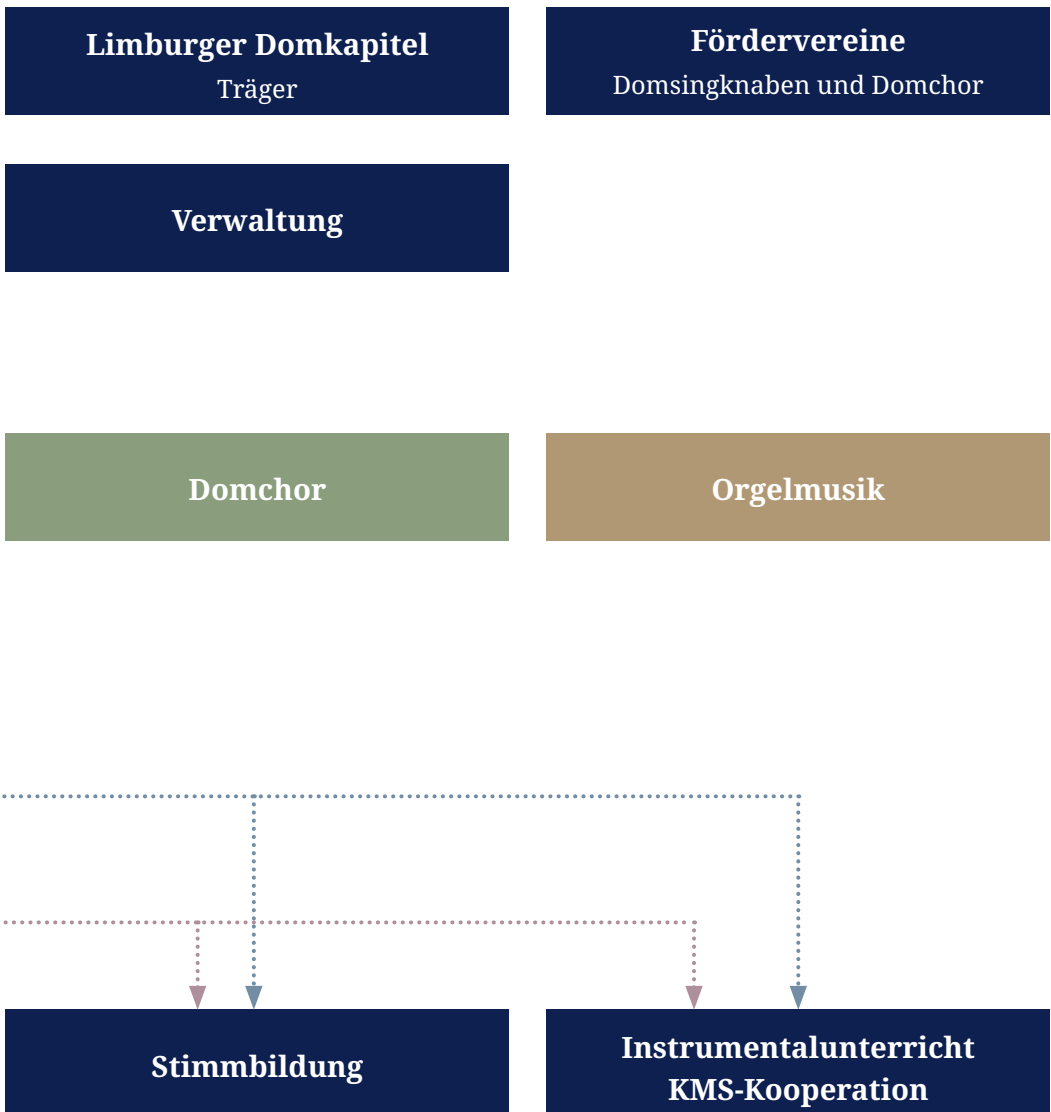 Limburger Domkapitel
Träger
Fördervereine
Domsingknaben und Domchor
Verwaltung
Domchor
Orgelmusik
Stimmbildung
Instrumentalunterricht
KMS-Kooperation